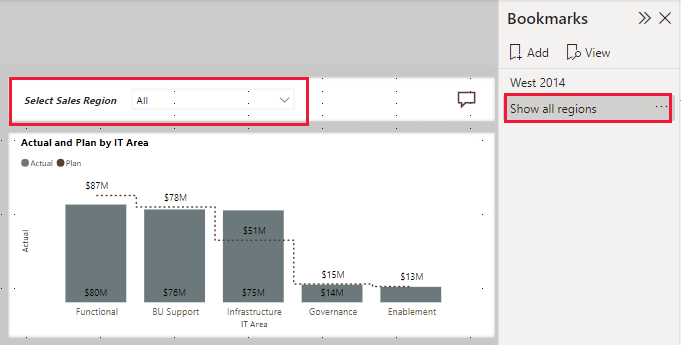 Bookmarks
Add
View
West 2014
Show all regions
Select Sales Region
All
Actual and Plan by IT Area
Actual
Plan
$87M
$78M
$51M
$15M
$13M
Actual
$80M
$76M
$75M
$14M
Functional
BU Support
Infrastructure
Governance
Enablement
IT Area